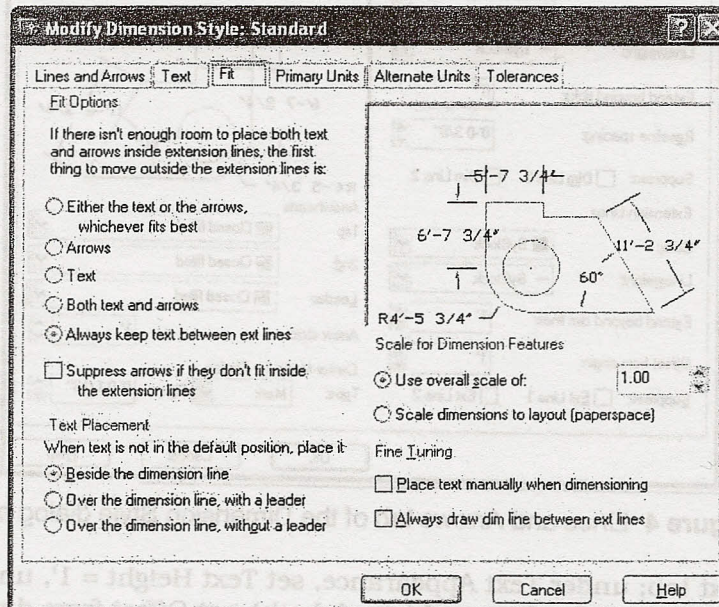 Modify Dimension Style: Standard
Lines and Arrows Text Fit Primary Units Alternate Units Tolerances
Fit Options
If there isn't enough room to place both text
and arrows inside extension lines, the first
thing to move outside the extension lines is:
Either the text or the arrows,
whichever fits best
Arrows
Text
Both text and arrows
Always keep text between ext lines
Suppress arrows if they don't fit inside
the extension lines
Text Placement
When text is not in the default position, place it
Beside the dimension line
Over the dimension line, with a leader
Over the dimension line, without a leader
5'-7 3/4"
6'-7 3/4"
11'-2 3/4"
60°
R4'-5 3/4"
Scale for Dimension Features
Use overall scale of: 1.00
Scale dimensions to layout (paperspace)
Fine Tuning
Place text manually when dimensioning
Always draw dim line between ext lines
OK Cancel Help